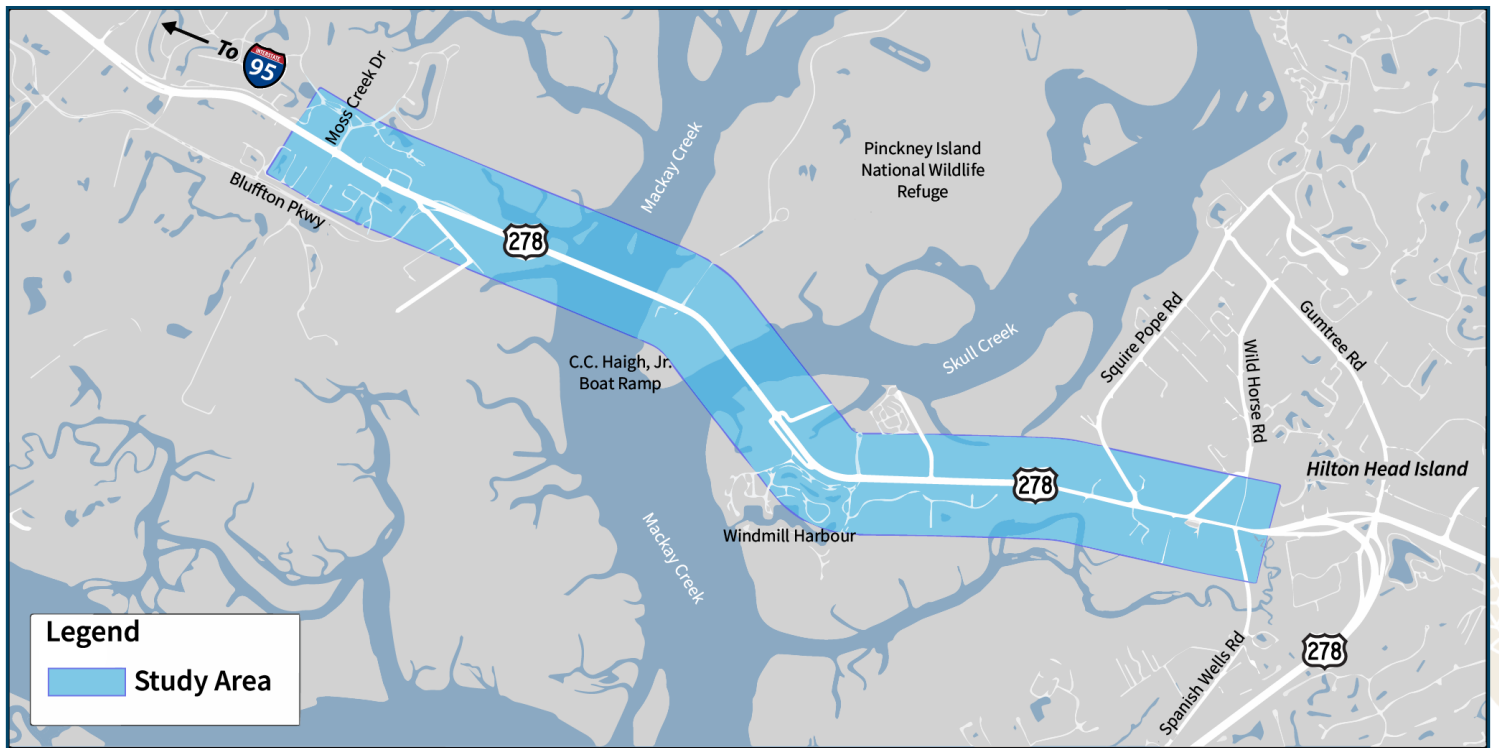 To
INTERSTATE
95
Moss Creek Dr
Bluffton Pkwy
278
Mackay Creek
Pinckney Island
National Wildlife
Refuge
C.C. Haigh, Jr.
Boat Ramp
Skull Creek
Squire Pope Rd
Gumtree Rd
Wild Horse Rd
Hilton Head Island
278
Windmill Harbour
Mackay Creek
Spanish Wells Rd
278
Legend
Study Area